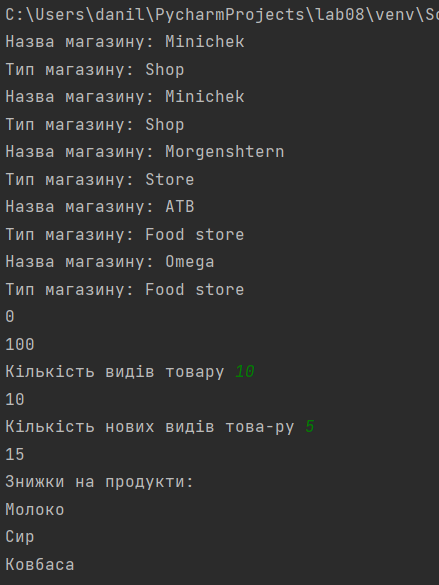 C:\Users\danil\PycharmProjects\lab08\venv\Sc
Назва магазину: Minichek
Тип магазину: Shop
Назва магазину: Minichek
Тип магазину: Shop
Назва магазину: Morgenshtern
Тип магазину: Store
Назва магазину: ATB
Тип магазину: Food store
Назва магазину: Omega
Тип магазину: Food store
0
100
Кількість видів товару 10
10
Кількість нових видів това-ру 5
15
Знижки на продукти:
Молоко
Сир
Ковбаса